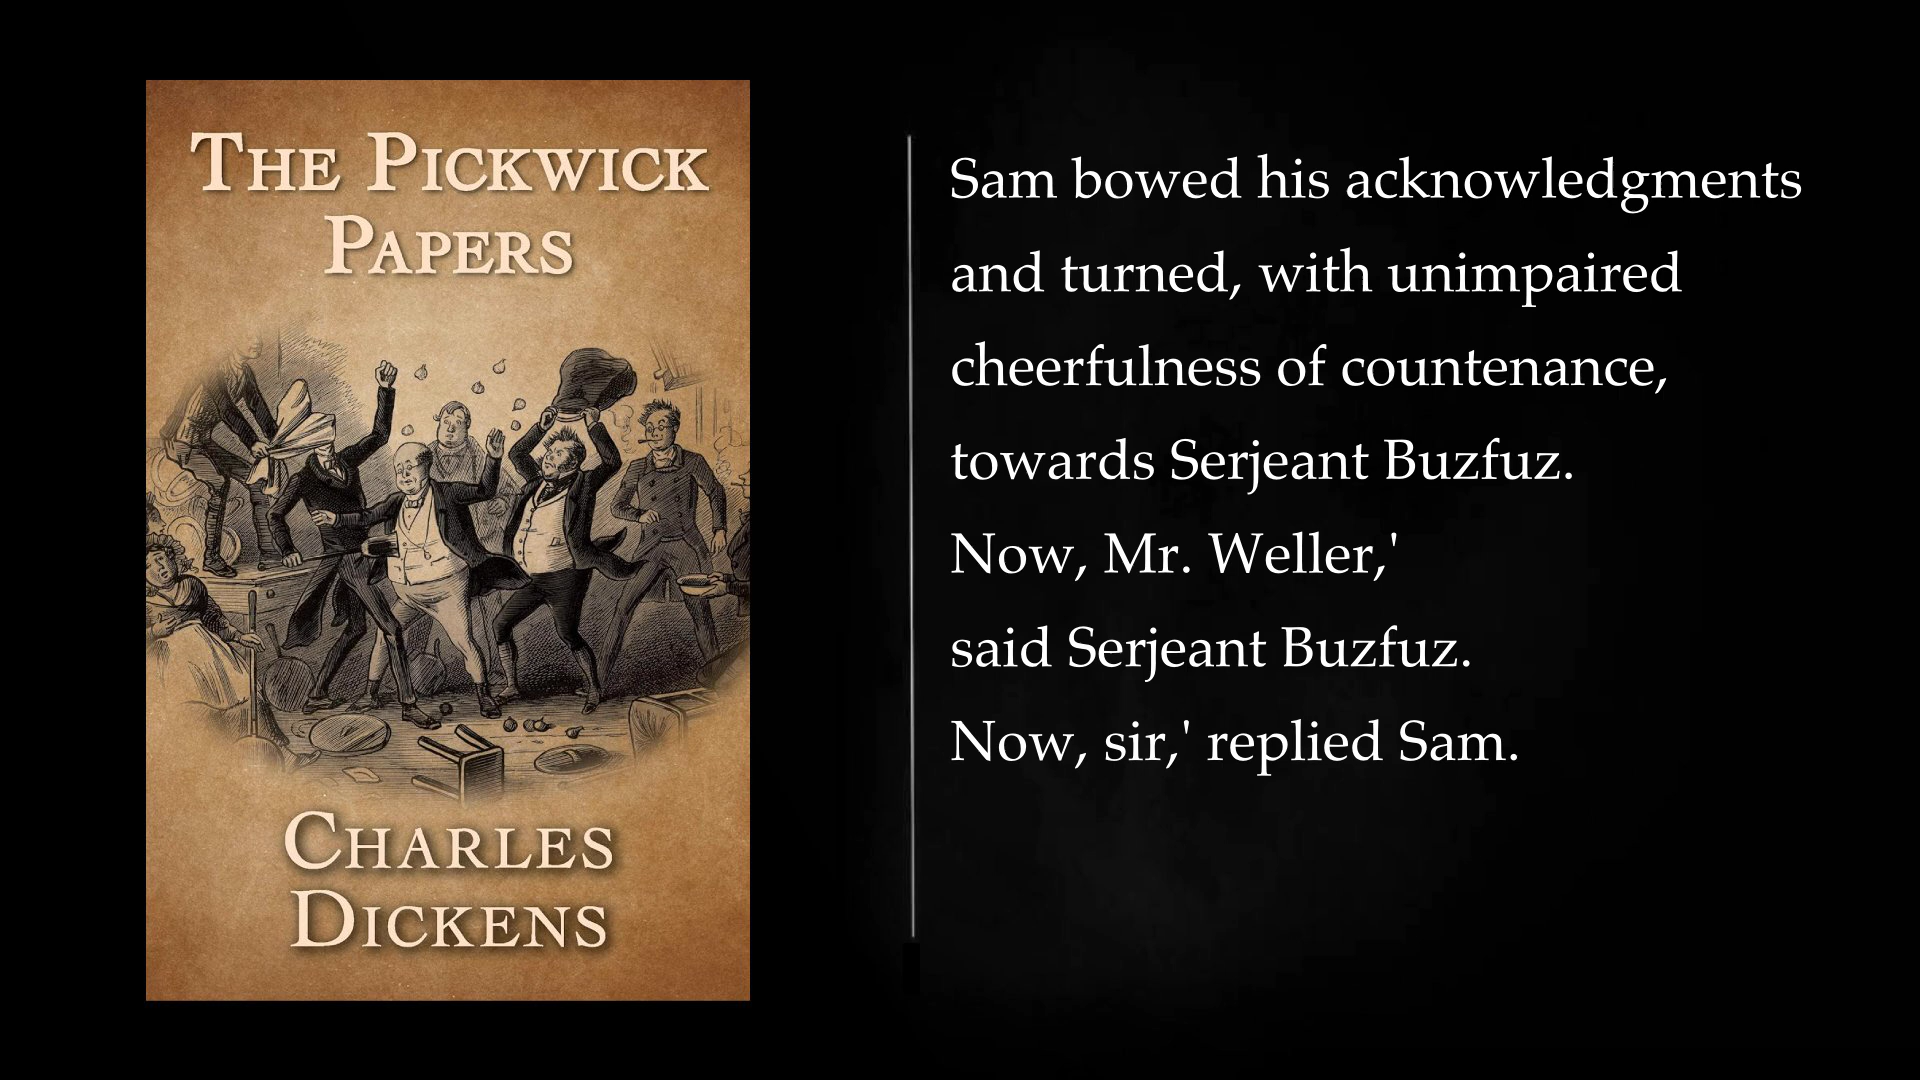 THE PICKWICK
PAPERS
CHARLES
DICKENS
Sam bowed his acknowledgments
and turned, with unimpaired
cheerfulness of countenance,
towards Serjeant Buzfuz.
Now, Mr. Weller,'
said Serjeant Buzfuz.
Now, sir,' replied Sam.